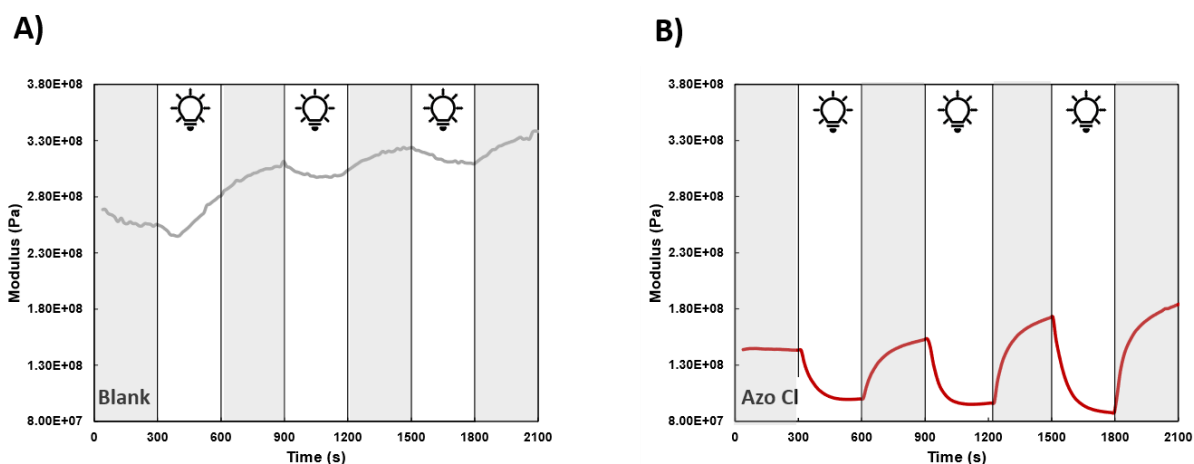 A)
3.80E+08
3.30E+08
2.80E+08
2.30E+08
1.80E+08
1.30E+08
8.00E+07
Modulus (Pa)
Blank
0 300 600 900 1200 1500 1800 2100
Time (s)
B)
3.80E+08
3.30E+08
2.80E+08
2.30E+08
1.80E+08
1.30E+08
8.00E+07
Modulus (Pa)
Azo Cl
0 300 600 900 1200 1500 1800 2100
Time (s)